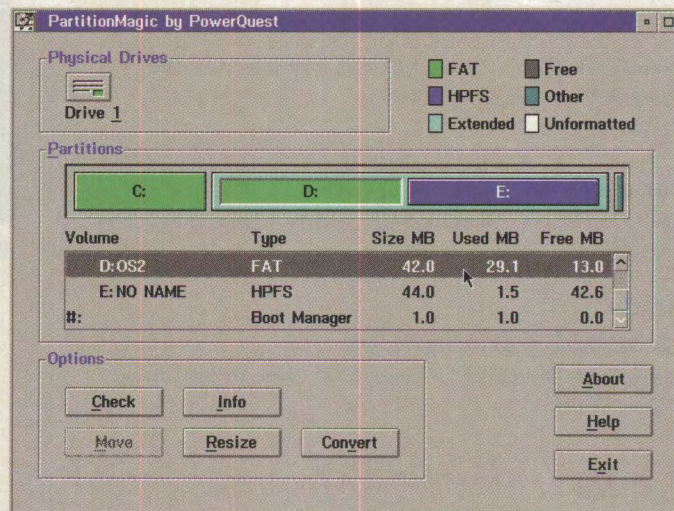 PartitionMagic by PowerQuest
Physical Drives
Drive 1
FAT
Free
HPFS
Other
Extended
Unformatted
Partitions
C:
D:
E:
Volume Type Size MB Used MB Free MB
D:OS2 FAT 42.0 29.1 13.0
E:NO NAME HPFS 44.0 1.5 42.6
#: Boot Manager 1.0 1.0 0.0
Options
Check
Info
Move
Resize
Convert
About
Help
Exit